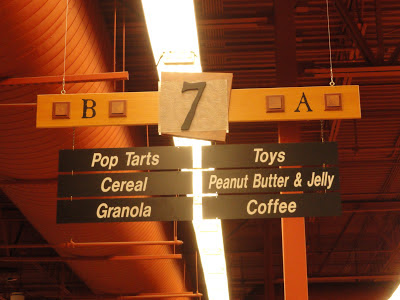 B 7 A
Pop Tarts
Cereal
Granola
Toys
Peanut Butter & Jelly
Coffee